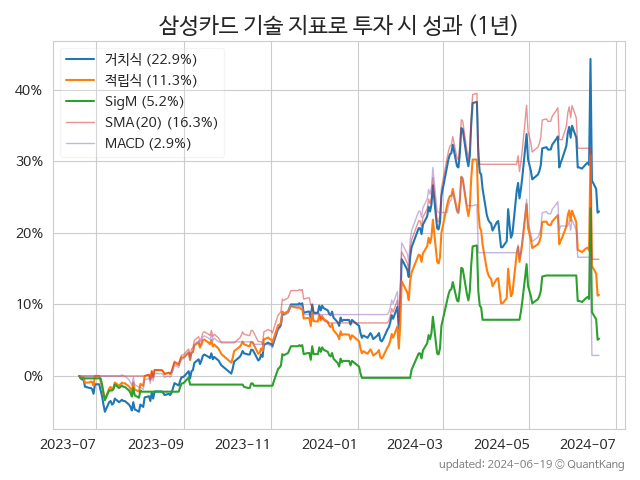 삼성카드 기술 지표로 투자 시 성과 (1년)
거치식 (22.9%)
적립식 (11.3%)
SigM (5.2%)
SMA(20) (16.3%)
MACD (2.9%)
40%
30%
20%
10%
0%
2023-07 2023-09 2023-11 2024-01 2024-03 2024-05 2024-07
updated: 2024-06-19 @ QuantKang